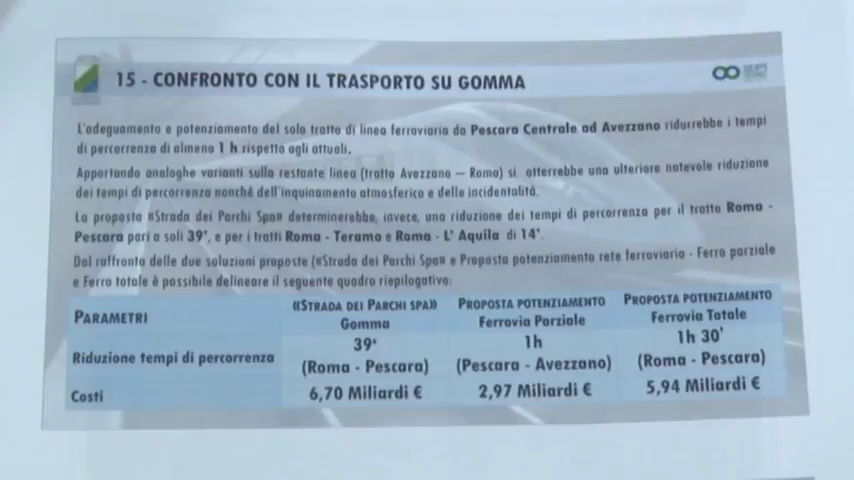 15 - CONFRONTO CON IL TRASPORTO SU GOMMA
L'adeguamento e potenziamento del solo tratto di linea ferroviaria da Pescara Centrale ad Avezzano ridurrebbe i tempi
di percorrenza di almeno 1 h rispetto agli attuali.
Apportando analoghe varianti sulla restante linea (tratto Avezzano – Roma) si otterrebbe una ulteriore notevole riduzione
dei tempi di percorrenza nonché dell'inquinamento atmosferico e della incidentalità.
La proposta «Strada dei Parchi Spa» determinerebbe, invece, una riduzione dei tempi di percorrenza per il tratto Roma -
Pescara pari a soli 39', e per i tratti Roma - Teramo e Roma - L' Aquila di 14'.
Dal raffronto delle due soluzioni proposte («Strada dei Parchi Spa» e Proposta potenziamento rete ferroviaria - Ferro parziale
e Ferro totale è possibile delineare il seguente quadro riepilogativo:
PARAMETRI
«STRADA DEI PARCHI SPA»
Gomma
PROPOSTA POTENZIAMENTO
Ferrovia Parziale
PROPOSTA POTENZIAMENTO
Ferrovia Totale
Riduzione tempi di percorrenza
39'
(Roma - Pescara)
1h
(Pescara - Avezzano)
1h 30'
(Roma - Pescara)
Costi
6,70 Miliardi €
2,97 Miliardi €
5,94 Miliardi €